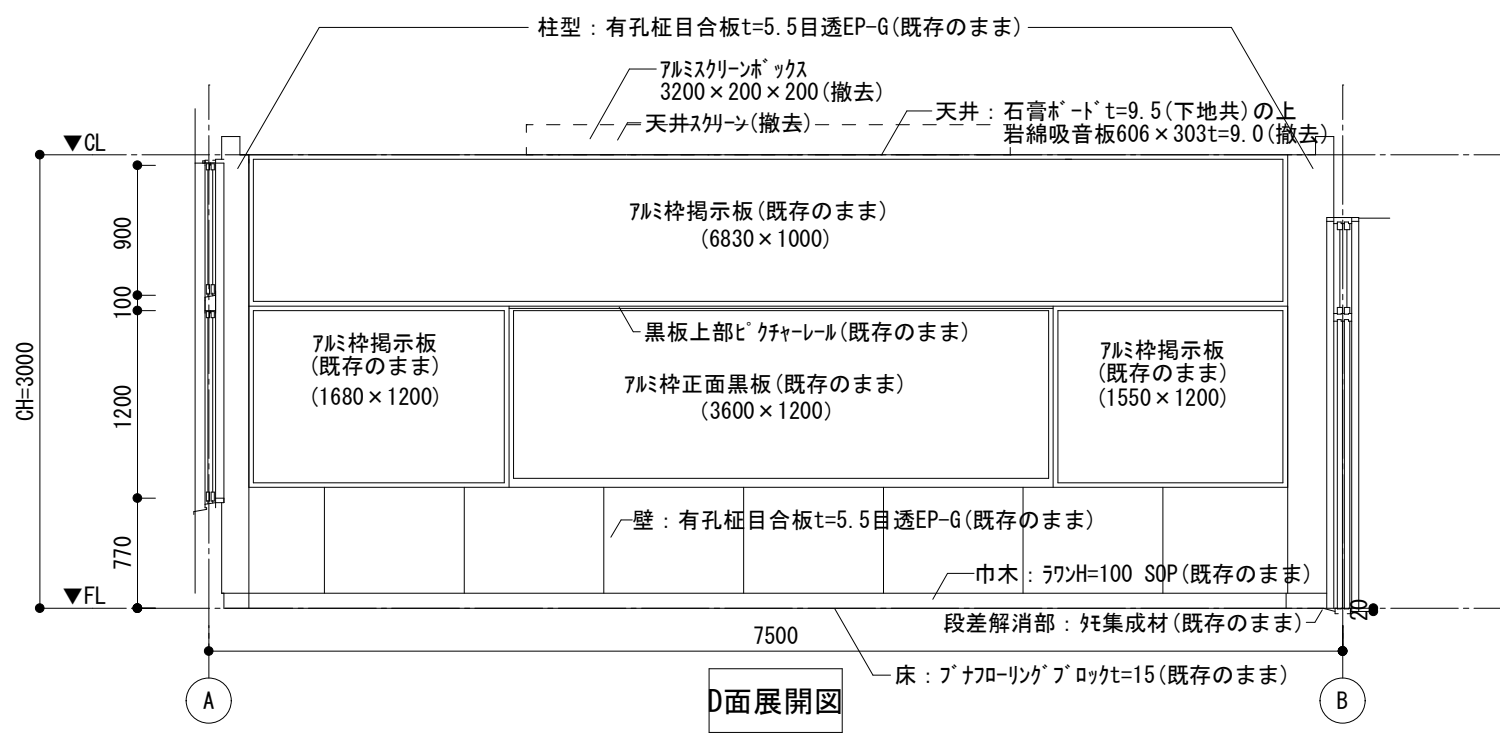 柱型：有孔柾目合板t=5.5目透EP-G(既存のまま)
ｱﾙﾐｽｸﾘｰﾝﾎﾞｯｸｽ
3200×200×200(撤去)
天井ｽｸﾘｰﾝ(撤去)
天井：石膏ﾎﾞｰﾄﾞt=9.5(下地共)の上
岩綿吸音板606×303t=9.0(撤去)
▼CL
ｱﾙﾐ枠掲示板(既存のまま)
(6830×1000)
900
100
1200
770
CH=3000
黒板上部ﾋﾟｸﾁｬｰﾚｰﾙ(既存のまま)
ｱﾙﾐ枠掲示板
(既存のまま)
(1680×1200)
ｱﾙﾐ枠正面黒板(既存のまま)
(3600×1200)
ｱﾙﾐ枠掲示板
(既存のまま)
(1550×1200)
壁：有孔柾目合板t=5.5目透EP-G(既存のまま)
巾木：ﾗﾜﾝH=100 SOP(既存のまま)
▼FL
段差解消部：ﾀﾓ集成材(既存のまま)
20
7500
床：ﾌﾞﾅﾌﾛｰﾘﾝｸﾞﾌﾞﾛｯｸt=15(既存のまま)
A
B
D面展開図